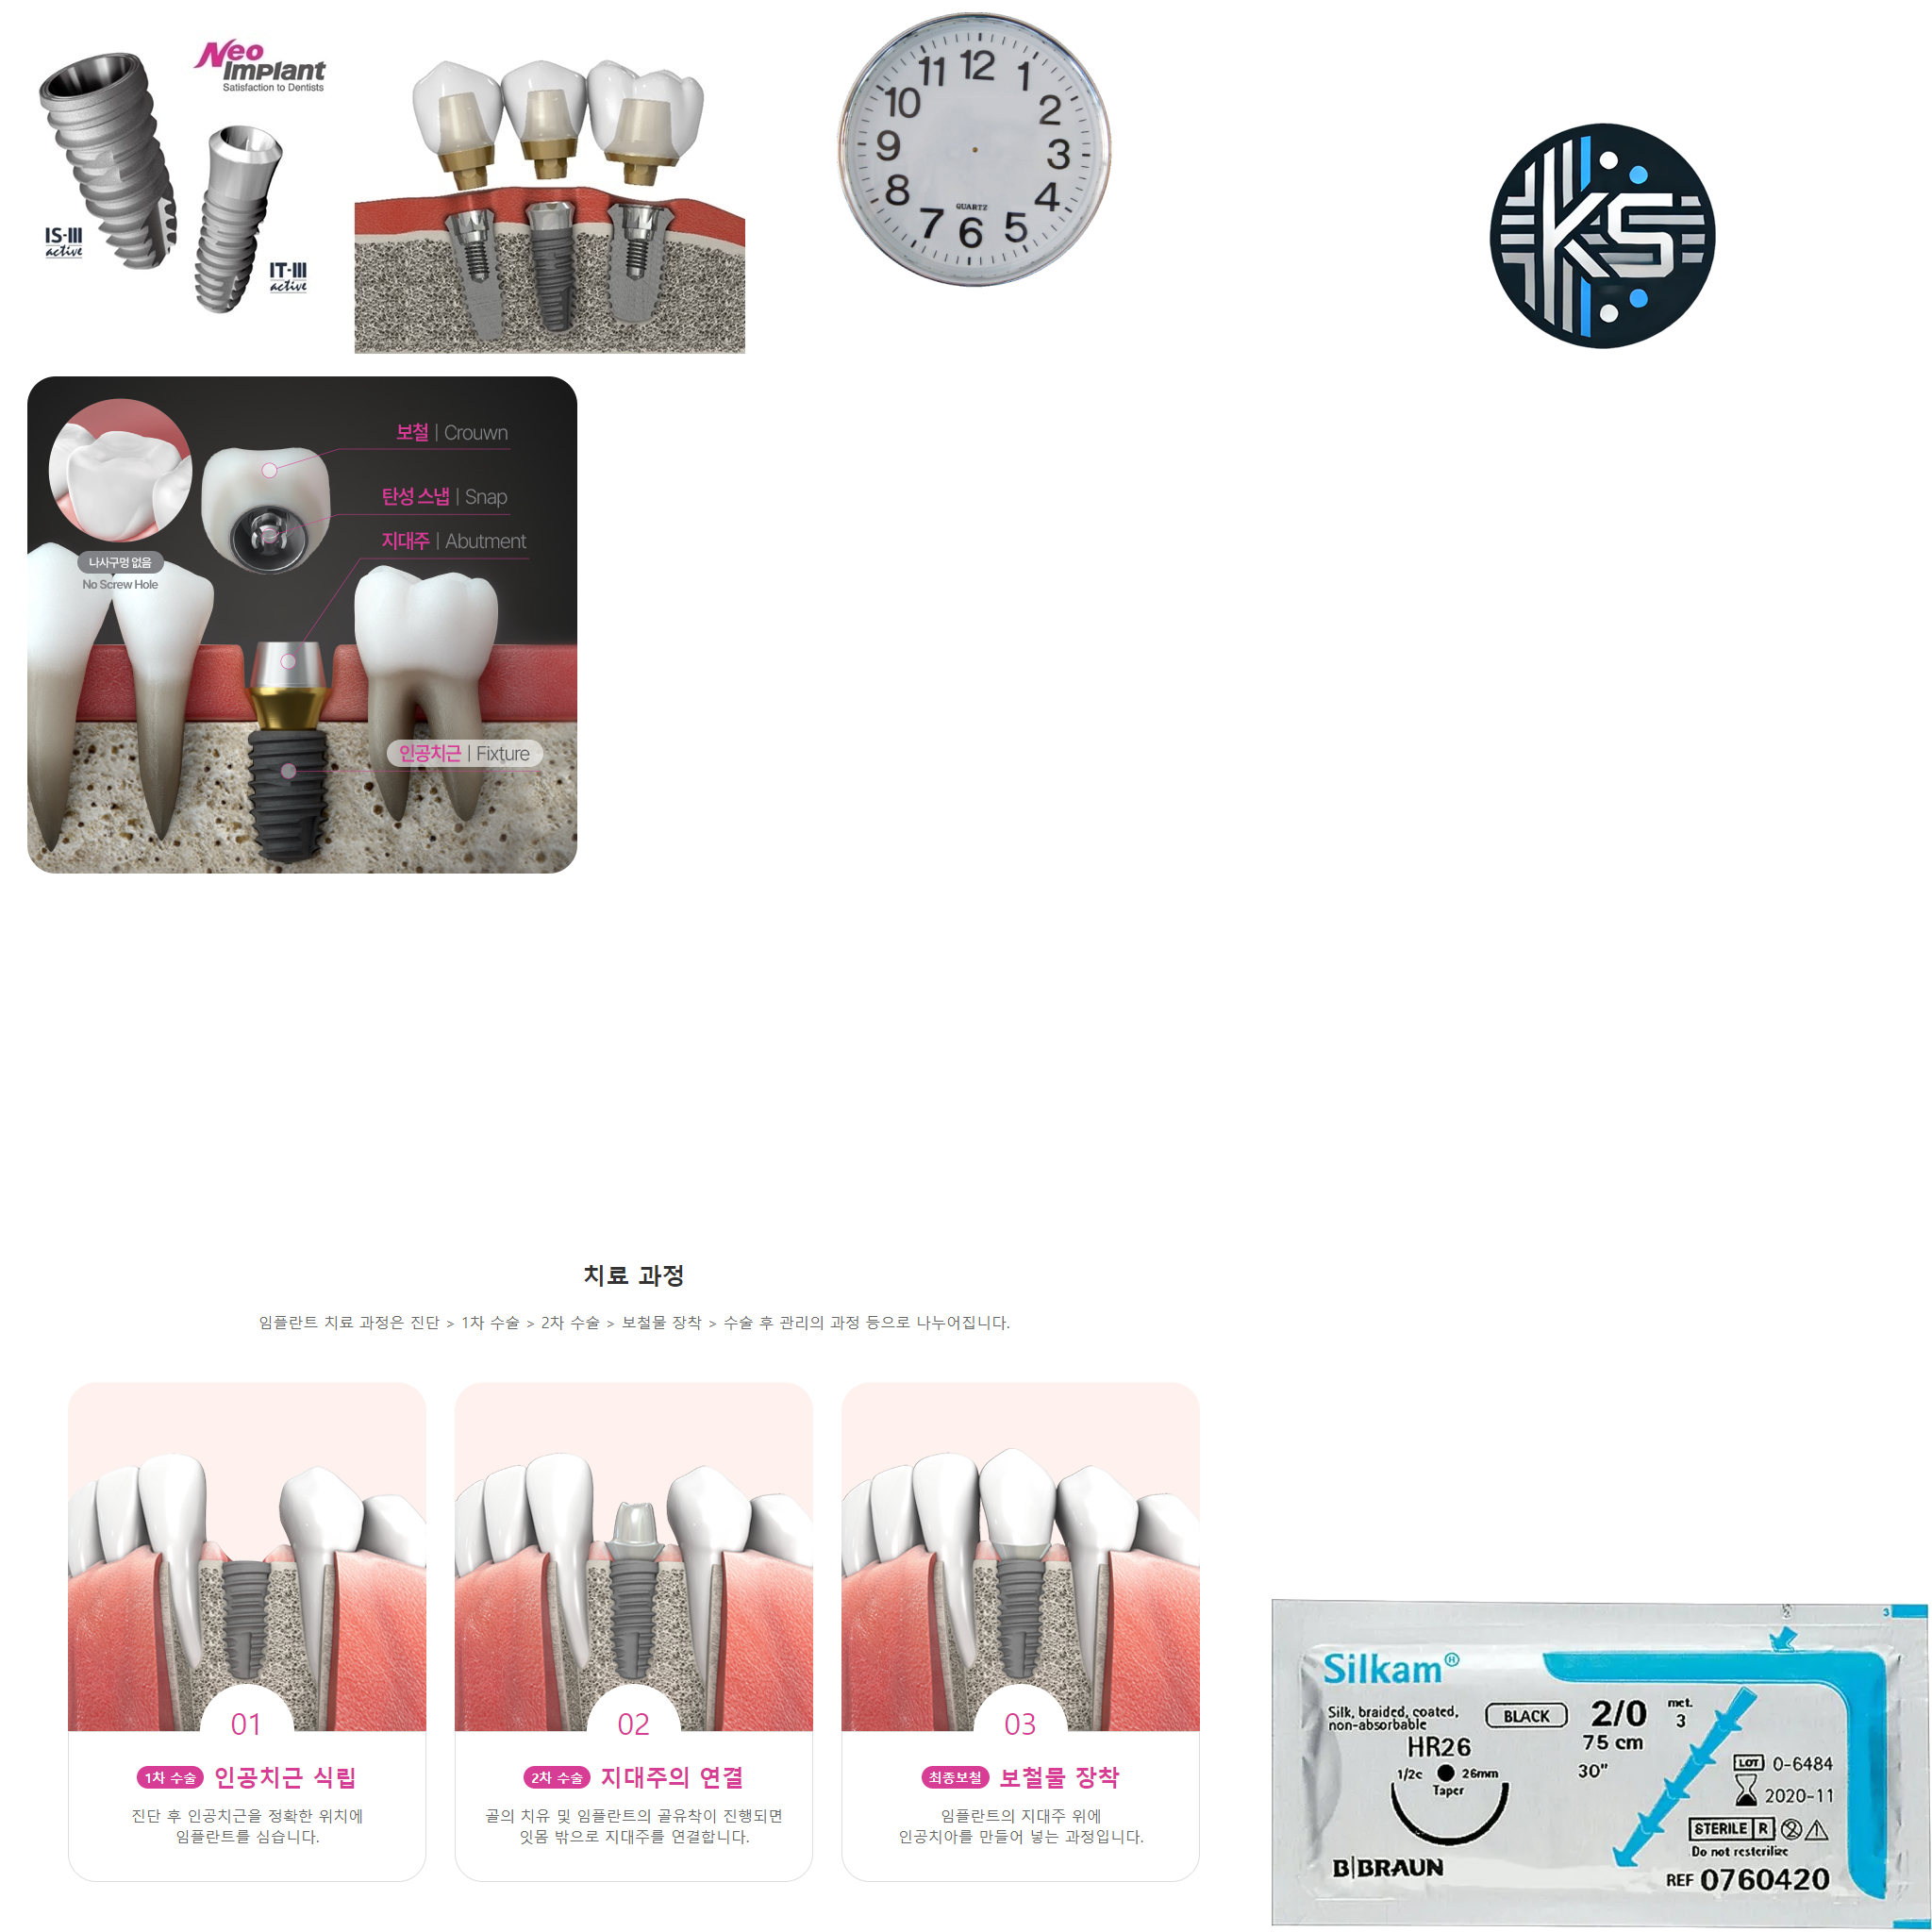 Neo
Implant
Satisfaction to Dentists
IS-III
active
IT-III
active
12
1
2
3
4
5
6
7
8
9
10
11
QUARTZ
KS
보철 | Crouwn
탄성 스냅 | Snap
지대주 | Abutment
나사구멍 없음
No Screw Hole
인공치근 | Fixture
치료 과정
임플란트 치료 과정은 진단 > 1차 수술 > 2차 수술 > 보철물 장착 > 수술 후 관리의 과정 등으로 나누어집니다.
01
1차 수술 인공치근 식립
진단 후 인공치근을 정확한 위치에
임플란트를 심습니다.
02
2차 수술 지대주의 연결
골의 치유 및 임플란트의 골유착이 진행되면
잇몸 밖으로 지대주를 연결합니다.
03
최종보철 보철물 장착
임플란트의 지대주 위에
인공치아를 만들어 넣는 과정입니다.
3
Silkam®
Silk, braided, coated,
non-absorbable
BLACK
2/0
met.
3
75 cm
30"
HR26
1/2c 26mm
Taper
LOT 0-6484
2020-11
STERILE R
Do not resterilize
B|BRAUN
REF 0760420